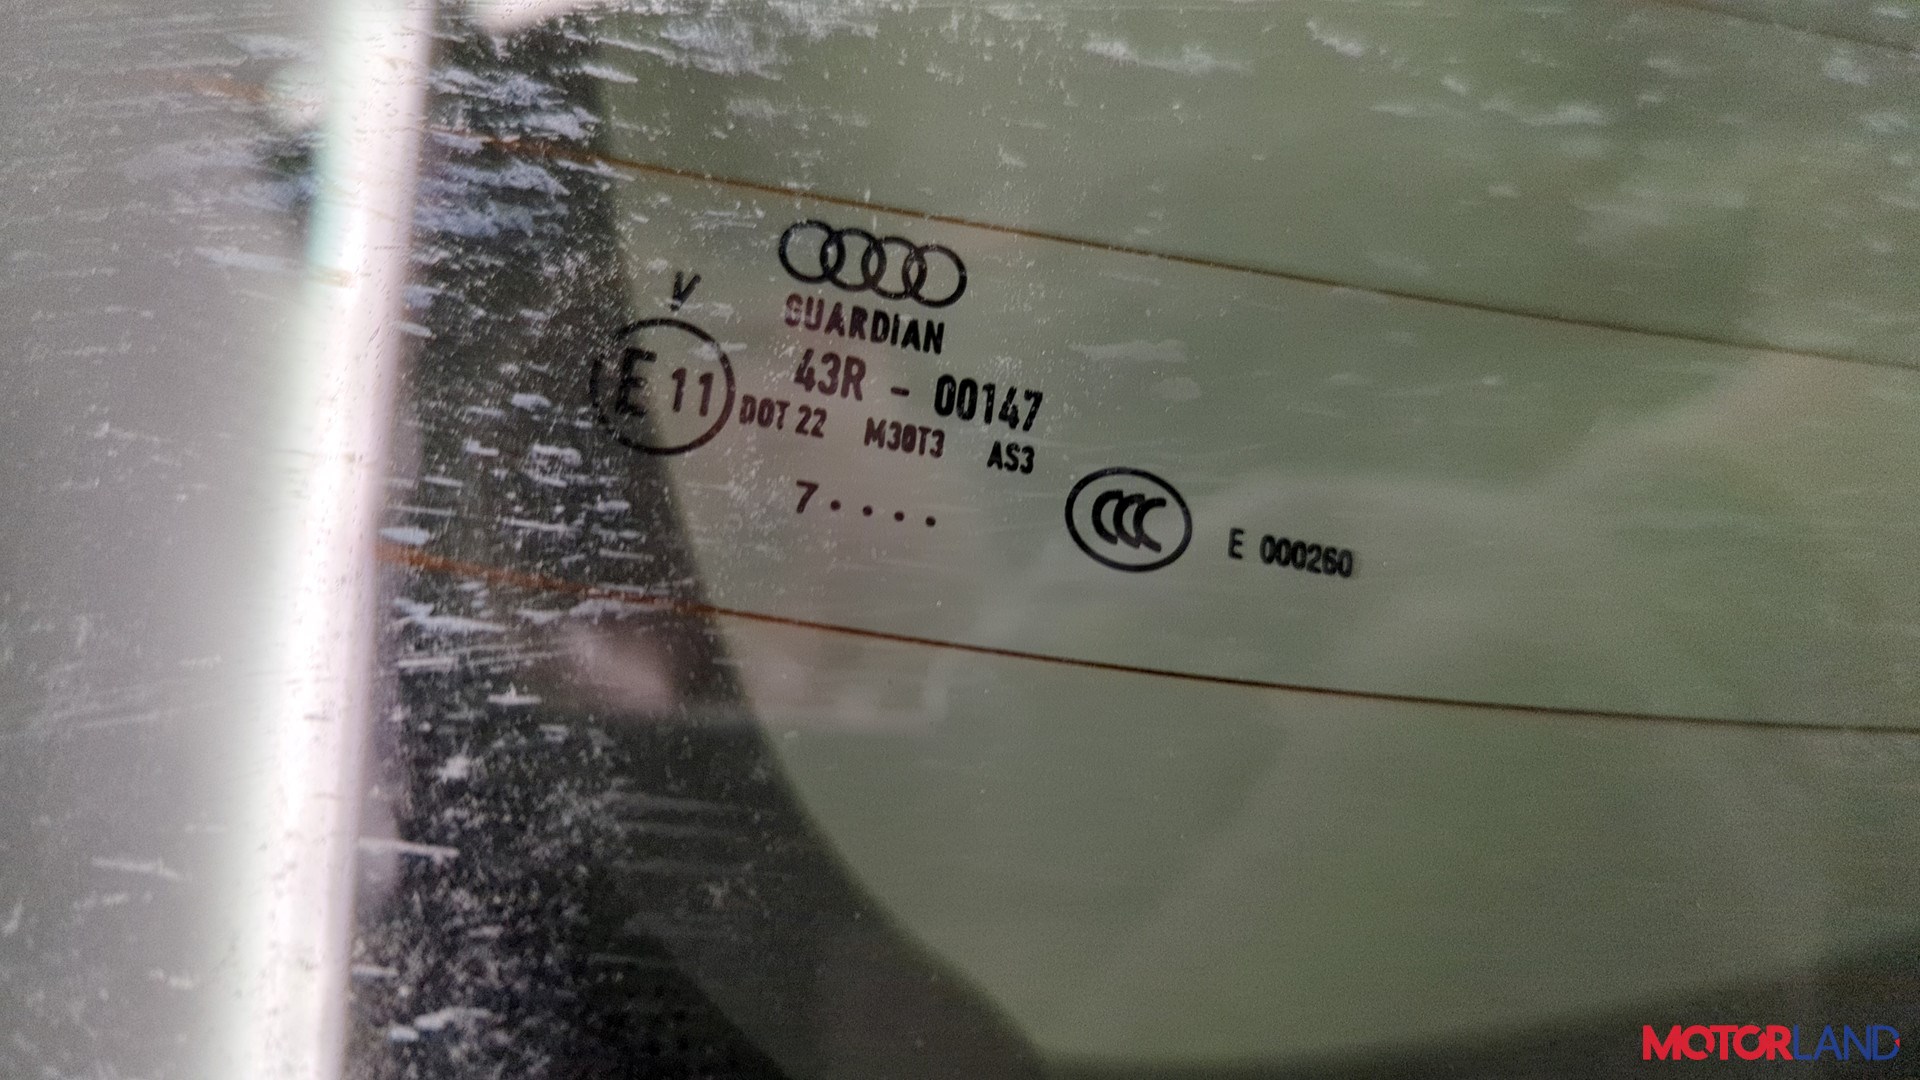 V
GUARDIAN
E 11
43R - 00147
DOT 22 M30T3 AS3
7....
CCC E 000260
MOTORLAND